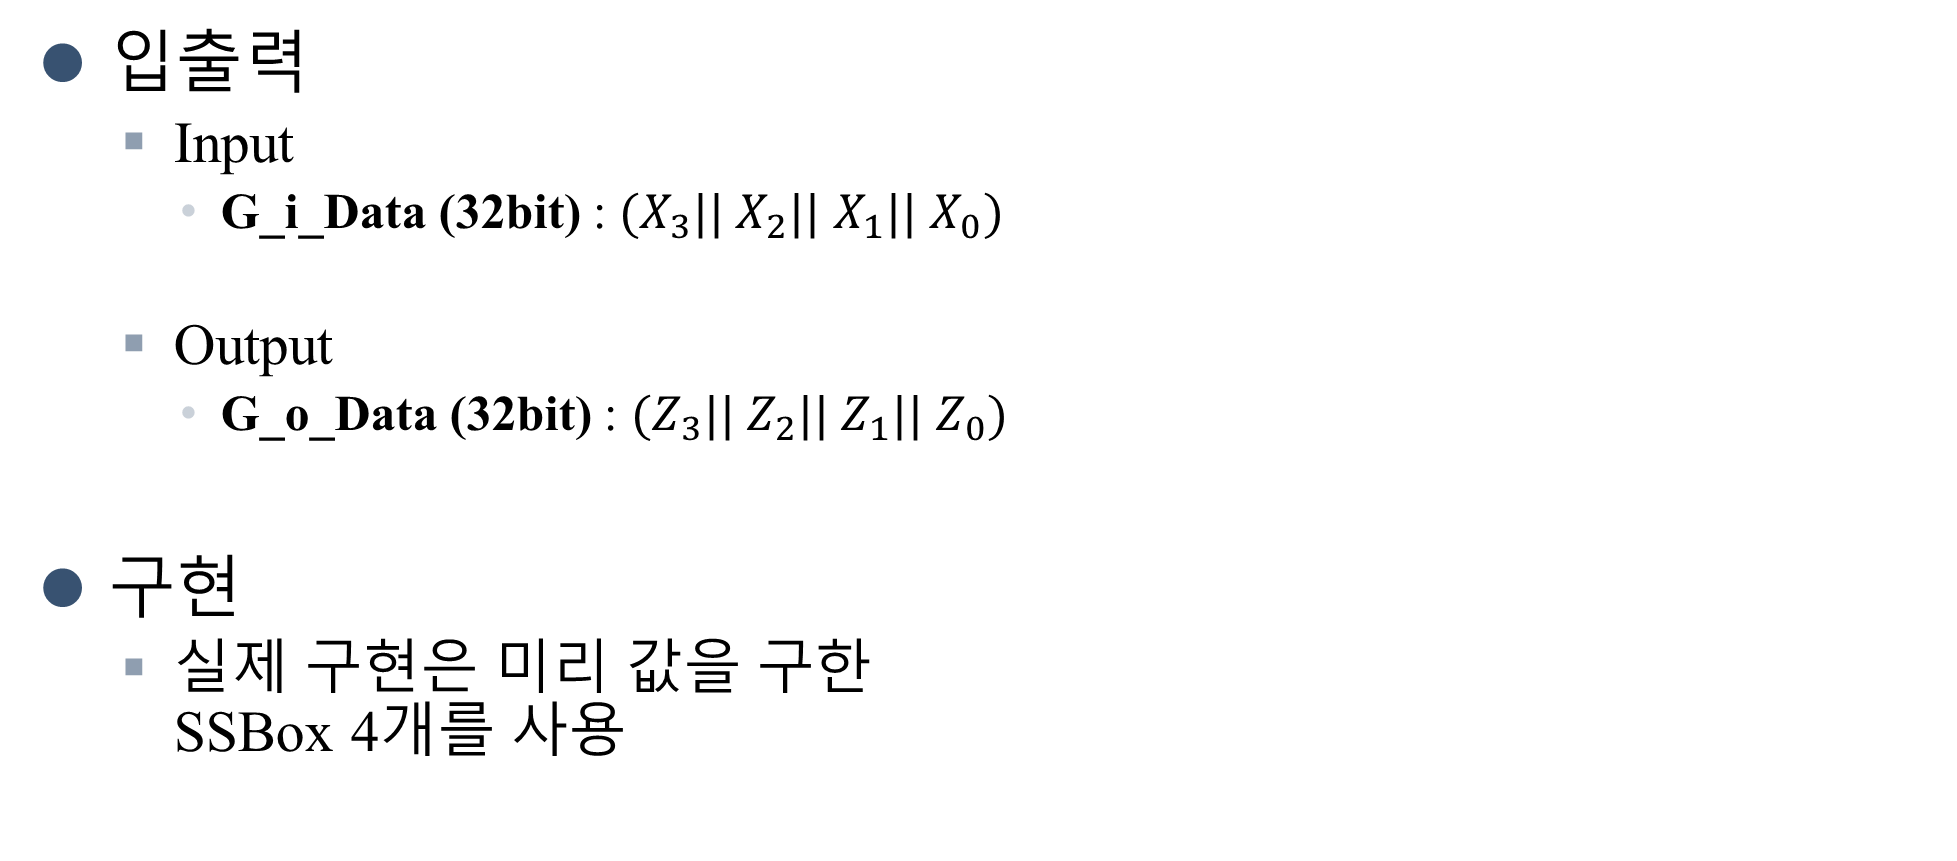 입출력
Input
G_i_Data (32bit) : (X₃|| X₂|| X₁|| X₀)
Output
G_o_Data (32bit) : (Z₃|| Z₂|| Z₁|| Z₀)
구현
실제 구현은 미리 값을 구한
SSBox 4개를 사용